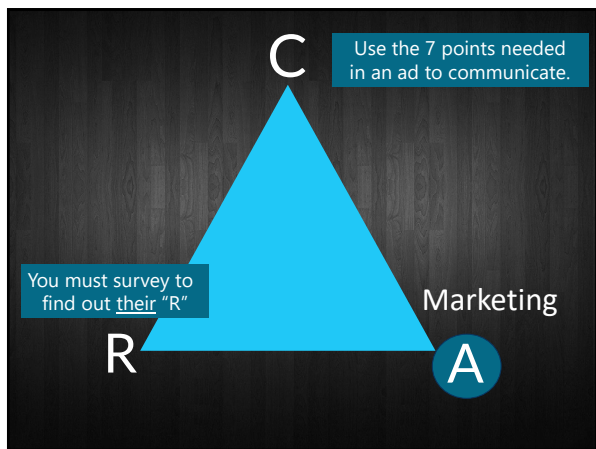 C
Use the 7 points needed
in an ad to communicate.
You must survey to
find out their “R”
Marketing
R
A